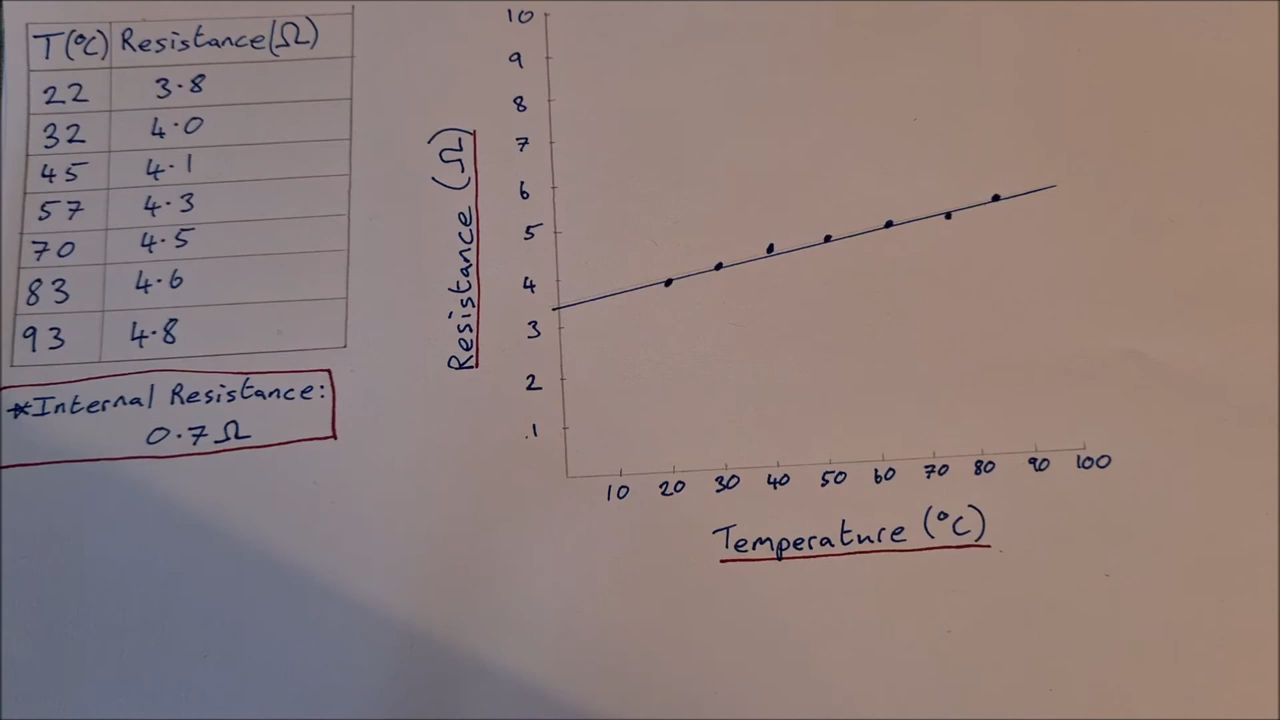 T(°C) Resistance(Ω)
22 3.8
32 4.0
45 4.1
57 4.3
70 4.5
83 4.6
93 4.8
*Internal Resistance:
0.7Ω
Resistance (Ω)
10
9
8
7
6
5
4
3
2
.1
10 20 30 40 50 60 70 80 90 100
Temperature (°C)